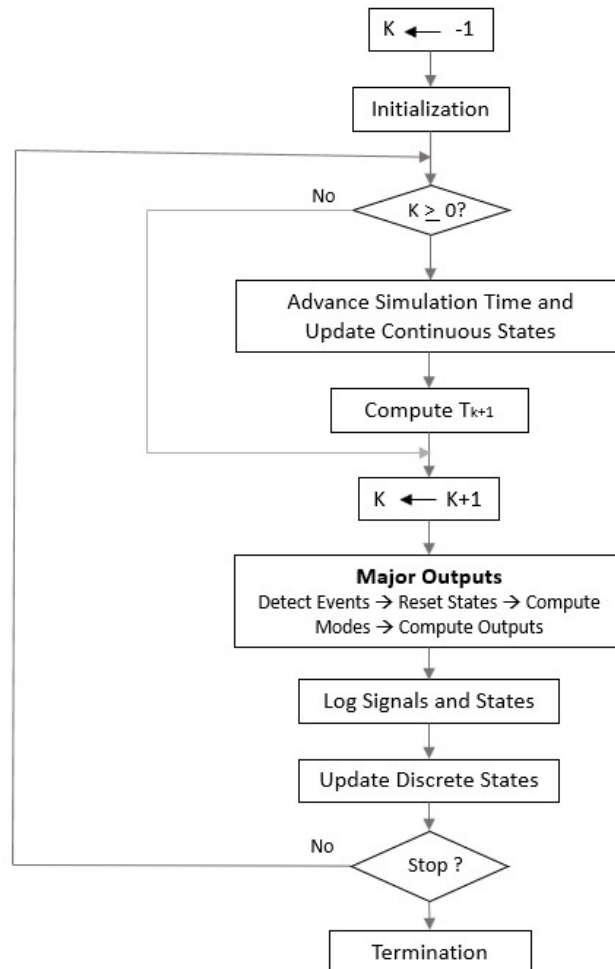 K ← -1
Initialization
No
K ≥ 0?
Advance Simulation Time and
Update Continuous States
Compute Tk+1
K ← K+1
Major Outputs
Detect Events → Reset States → Compute
Modes → Compute Outputs
Log Signals and States
Update Discrete States
No
Stop ?
Termination